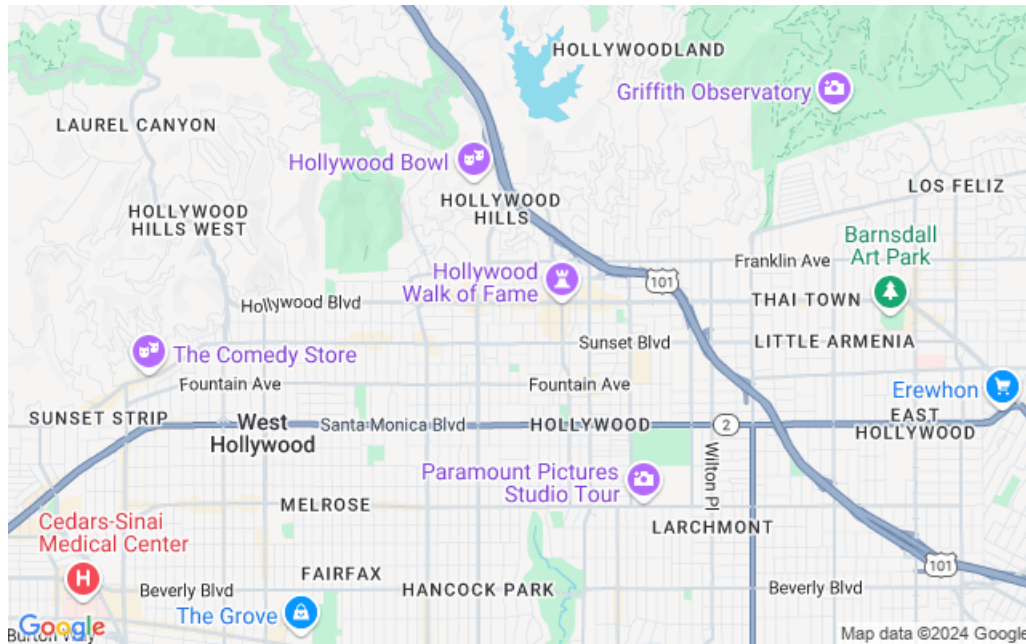 HOLLYWOODLAND
Griffith Observatory
LAUREL CANYON
Hollywood Bowl
LOS FELIZ
HOLLYWOOD
HILLS
HOLLYWOOD
HILLS WEST
Barnsdall
Art Park
Franklin Ave
Hollywood
Walk of Fame
101
Hollywood Blvd
THAI TOWN
Sunset Blvd
LITTLE ARMENIA
The Comedy Store
Fountain Ave
Fountain Ave
Erewhon
SUNSET STRIP
West
Hollywood
Santa Monica Blvd
HOLLYWOOD
2
EAST
HOLLYWOOD
Wilton Pl
Paramount Pictures
Studio Tour
MELROSE
LARCHMONT
Cedars-Sinai
Medical Center
H
101
FAIRFAX
Beverly Blvd
HANCOCK PARK
Beverly Blvd
The Grove
Google
Map data ©2024 Google